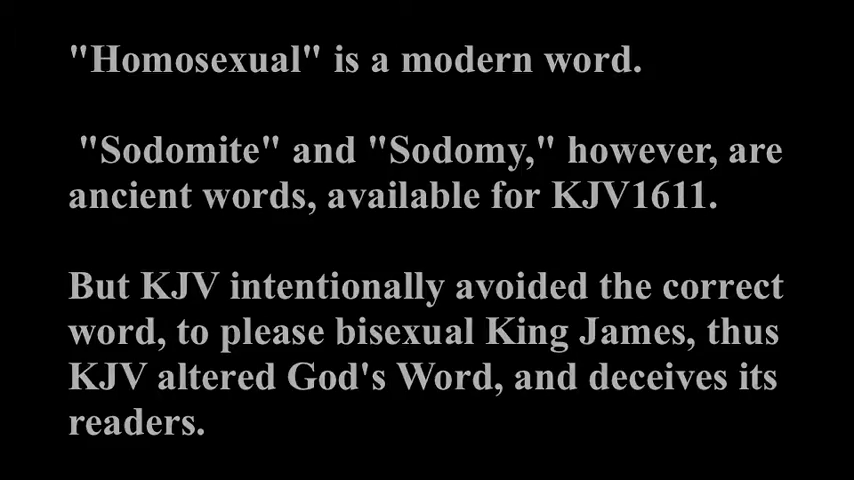 "Homosexual" is a modern word.
"Sodomite" and "Sodomy," however, are
ancient words, available for KJV1611.
But KJV intentionally avoided the correct
word, to please bisexual King James, thus
KJV altered God's Word, and deceives its
readers.